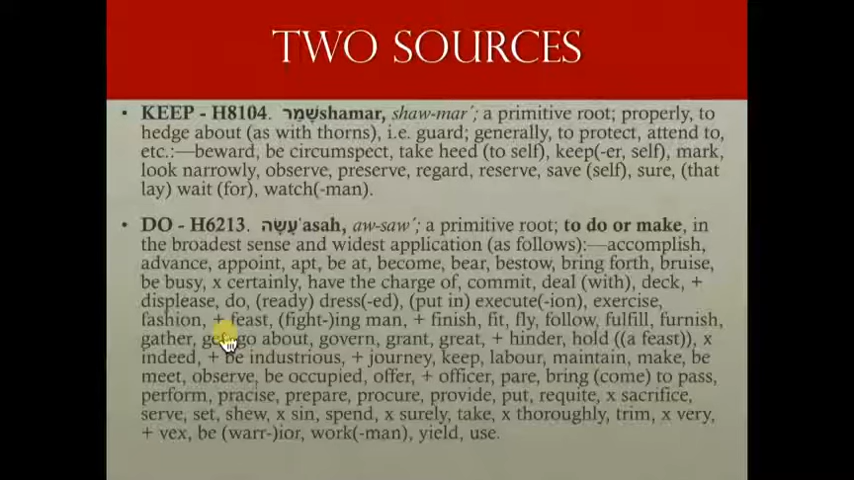 TWO SOURCES
• KEEP - H8104. שָׁמַר shamar, shaw-mar´; a primitive root; properly, to
hedge about (as with thorns), i.e. guard; generally, to protect, attend to,
etc.:—beward, be circumspect, take heed (to self), keep(-er, self), mark,
look narrowly, observe, preserve, regard, reserve, save (self), sure, (that
lay) wait (for), watch(-man).
• DO - H6213. עָשָׂה ʿasah, aw-saw´; a primitive root; to do or make, in
the broadest sense and widest application (as follows):—accomplish,
advance, appoint, apt, be at, become, bear, bestow, bring forth, bruise,
be busy, x certainly, have the charge of, commit, deal (with), deck, +
displease, do, (ready) dress(-ed), (put in) execute(-ion), exercise,
fashion, + feast, (fight-)ing man, + finish, fit, fly, follow, fulfill, furnish,
gather, get, go about, govern, grant, great, + hinder, hold ((a feast)), x
indeed, + be industrious, + journey, keep, labour, maintain, make, be
meet, observe, be occupied, offer, + officer, pare, bring (come) to pass,
perform, pracise, prepare, procure, provide, put, requite, x sacrifice,
serve, set, shew, x sin, spend, x surely, take, x thoroughly, trim, x very,
+ vex, be (warr-)ior, work(-man), yield, use.